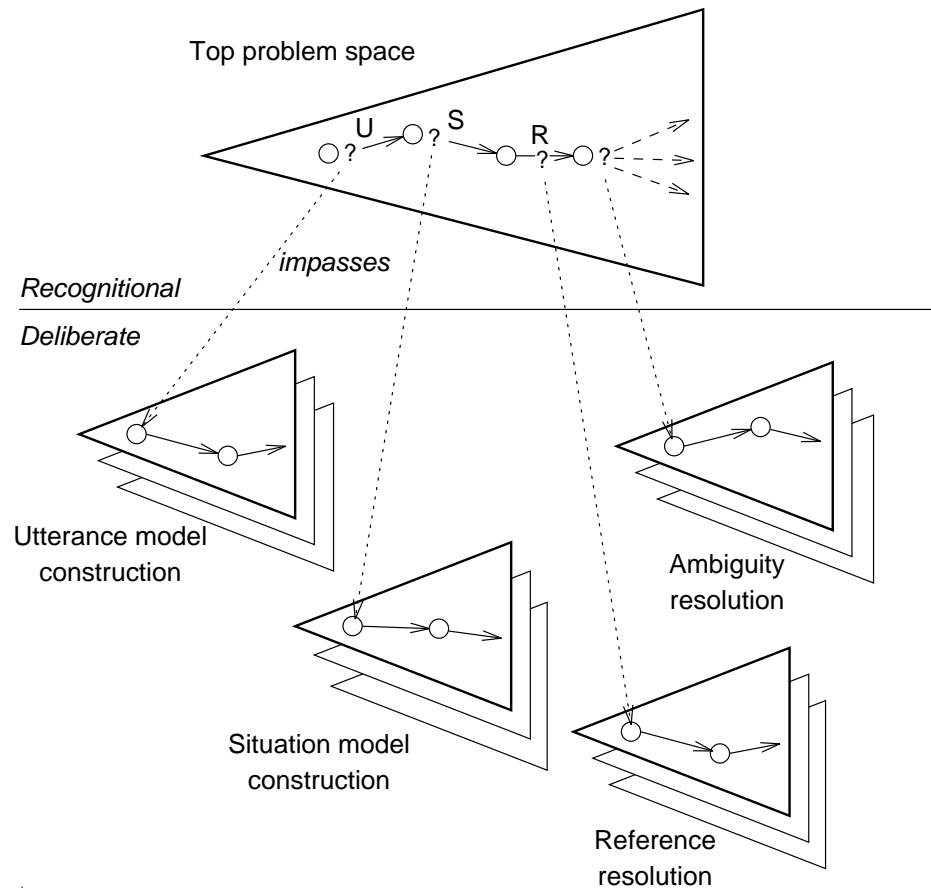 Top problem space
U
S
R
? ? ? ?
impasses
Recognitional
Deliberate
Utterance model
construction
Ambiguity
resolution
Situation model
construction
Reference
resolution